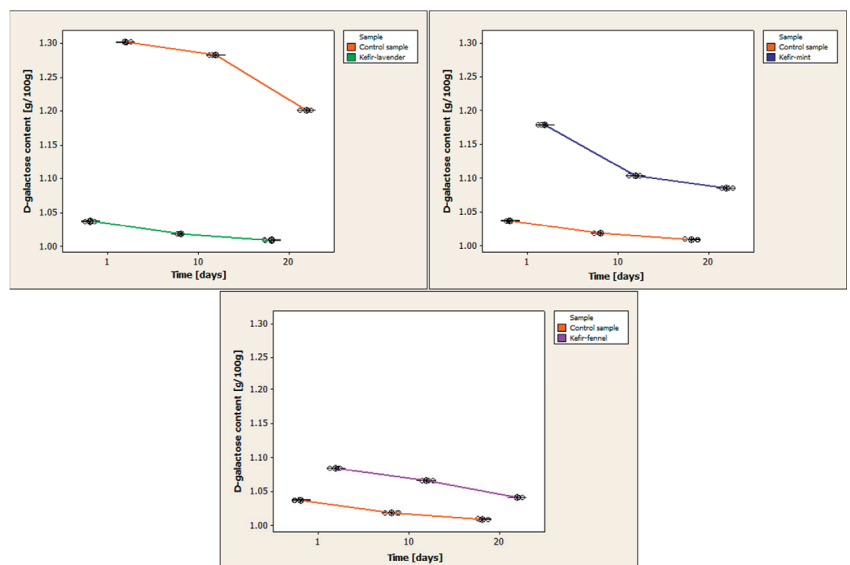 Sample
Control sample
Kefir-lavender
1.30
1.25
1.20
1.15
1.10
1.05
1.00
D-galactose content [g/100g]
1
10
20
Time [days]
Sample
Control sample
Kefir-mint
1.30
1.25
1.20
1.15
1.10
1.05
1.00
D-galactose content [g/100g]
1
10
20
Time [days]
Sample
Control sample
Kefir-fennel
1.30
1.20
1.20
1.15
1.10
1.05
1.00
D-galactose content [g/100g]
1
10
20
Time [days]